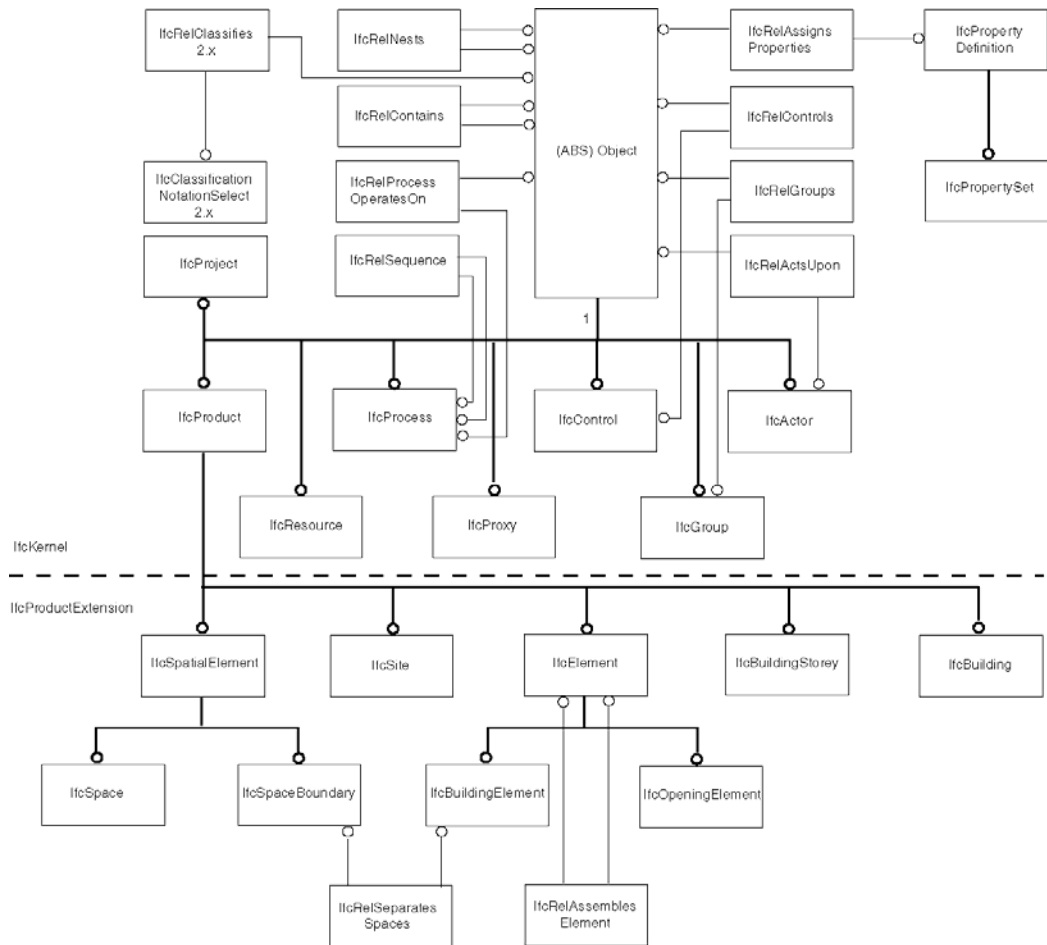 IfcRelClassifies
2.x
IfcRelNests
IfcRelAssigns
Properties
IfcProperty
Definition
IfcRelContains
(ABS) Object
IfcRelControls
IfcClassification
NotationSelect
2.x
IfcRelProcess
OperatesOn
IfcRelGroups
IfcPropertySet
IfcProject
IfcRelSequence
IfcRelActsUpon
1
IfcProduct
IfcProcess
IfcControl
IfcActor
IfcResource
IfcProxy
IfcGroup
IfcKernel
IfcProductExtension
IfcSpatialElement
IfcSite
IfcElement
IfcBuildingStorey
IfcBuilding
IfcSpace
IfcSpaceBoundary
IfcBuildingElement
IfcOpeningElement
IfcRelSeparates
Spaces
IfcRelAssembles
Element